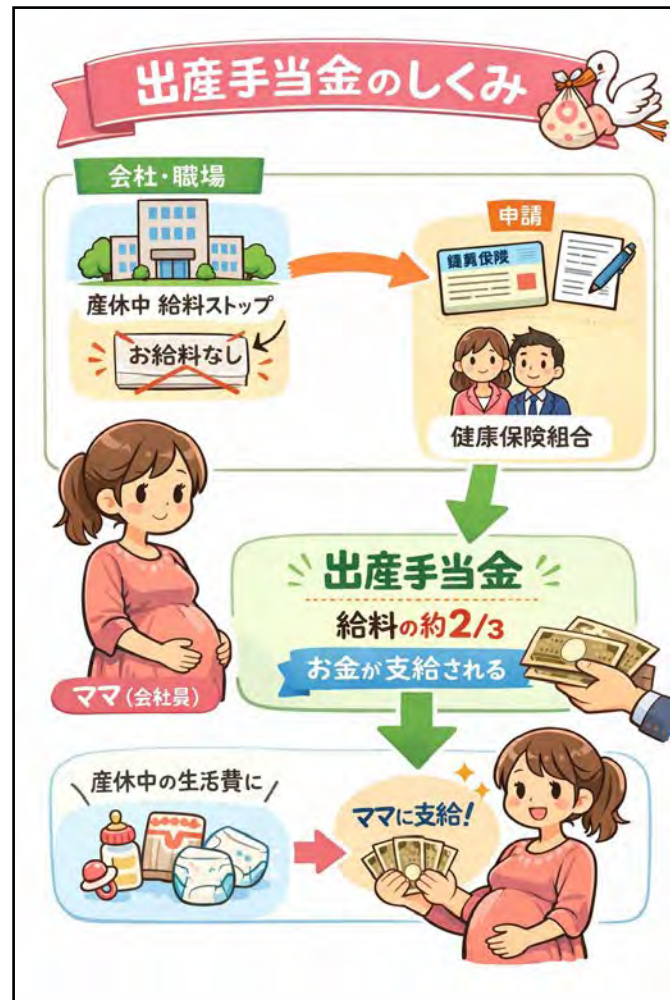 出産手当金のしくみ
会社・職場
申請
産休中 給料ストップ
お給料なし
健康保険組合
出産手当金
給料の約2/3
お金が支給される
ママ(会社員)
産休中の生活費に
ママに支給!